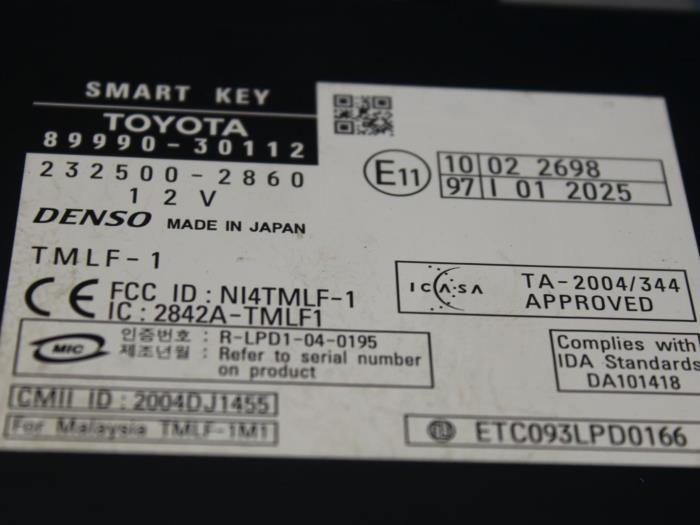 SMART KEY
TOYOTA
89990-30112
232500-2860
12V
DENSO MADE IN JAPAN
TMLF-1
CE FCC ID : NI4TMLF-1
IC : 2842A-TMLF1
MIC 인증번호 : R-LPD1-04-0195
제조년월 : Refer to serial number
on product
CMII ID : 2004DJ1455
For Malaysia TMLF-1M1
E11 10 02 2698
97 I 01 2025
ICASA TA-2004/344
APPROVED
Complies with
IDA Standards
DA101418
ETC093LPD0166